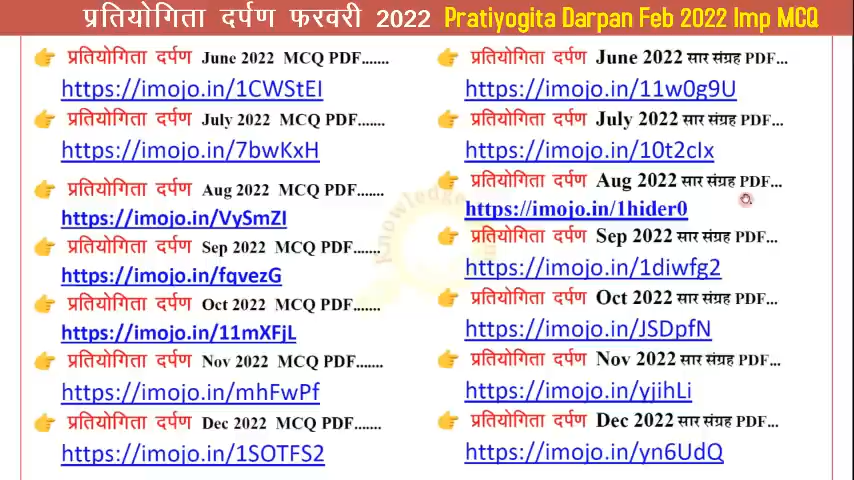 प्रतियोगिता दर्पण फरवरी 2022 Pratiyogita Darpan Feb 2022 Imp MCQ
प्रतियोगिता दर्पण June 2022 MCQ PDF.......
https://imojo.in/1CWStEI
प्रतियोगिता दर्पण July 2022 MCQ PDF.......
https://imojo.in/7bwKxH
प्रतियोगिता दर्पण Aug 2022 MCQ PDF.......
https://imojo.in/VySmZI
प्रतियोगिता दर्पण Sep 2022 MCQ PDF.......
https://imojo.in/fqvezG
प्रतियोगिता दर्पण Oct 2022 MCQ PDF.......
https://imojo.in/11mXFjL
प्रतियोगिता दर्पण Nov 2022 MCQ PDF.......
https://imojo.in/mhFwPf
प्रतियोगिता दर्पण Dec 2022 MCQ PDF.......
https://imojo.in/1SOTFS2
प्रतियोगिता दर्पण June 2022 सार संग्रह PDF...
https://imojo.in/11w0g9U
प्रतियोगिता दर्पण July 2022 सार संग्रह PDF...
https://imojo.in/10t2cIx
प्रतियोगिता दर्पण Aug 2022 सार संग्रह PDF...
https://imojo.in/1hider0
प्रतियोगिता दर्पण Sep 2022 सार संग्रह PDF...
https://imojo.in/1diwfg2
प्रतियोगिता दर्पण Oct 2022 सार संग्रह PDF...
https://imojo.in/JSDpfN
प्रतियोगिता दर्पण Nov 2022 सार संग्रह PDF...
https://imojo.in/yjihLi
प्रतियोगिता दर्पण Dec 2022 सार संग्रह PDF...
https://imojo.in/yn6UdQ
Knowledge